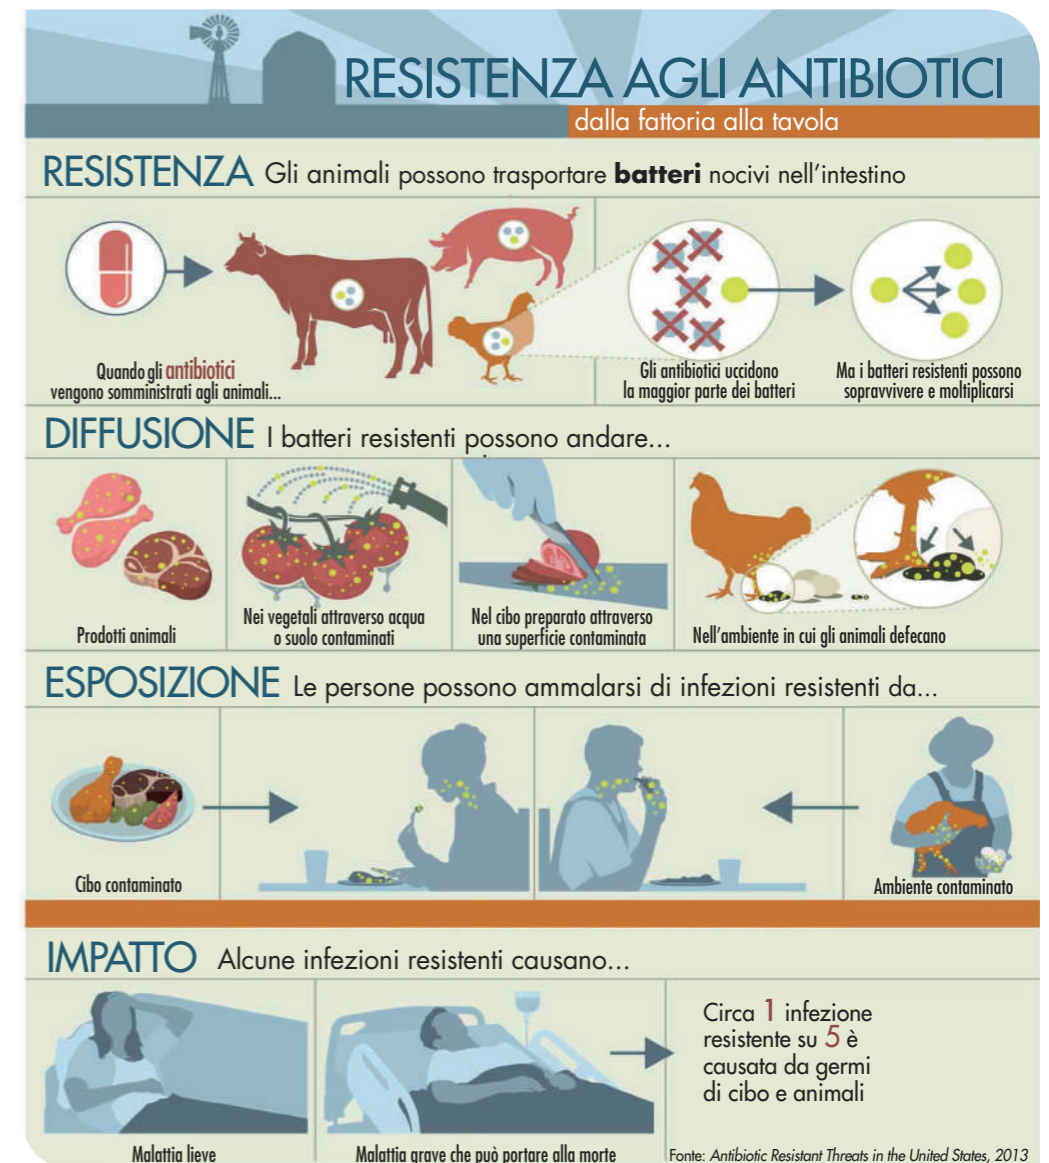 RESISTENZA AGLI ANTIBIOTICI
dalla fattoria alla tavola
RESISTENZA Gli animali possono trasportare batteri nocivi nell'intestino
Quando gli antibiotici
vengono somministrati agli animali...
Gli antibiotici uccidono
la maggior parte dei batteri
Ma i batteri resistenti possono
sopravvivere e moltiplicarsi
DIFFUSIONE I batteri resistenti possono andare...
Prodotti animali
Nei vegetali attraverso acqua
o suolo contaminati
Nel cibo preparato attraverso
una superficie contaminata
Nell'ambiente in cui gli animali defecano
ESPOSIZIONE Le persone possono ammalarsi di infezioni resistenti da...
Cibo contaminato
Ambiente contaminato
IMPATTO Alcune infezioni resistenti causano...
Malattia lieve
Malattia grave che può portare alla morte
Circa 1 infezione
resistente su 5 è
causata da germi
di cibo e animali
Fonte: Antibiotic Resistant Threats in the United States, 2013